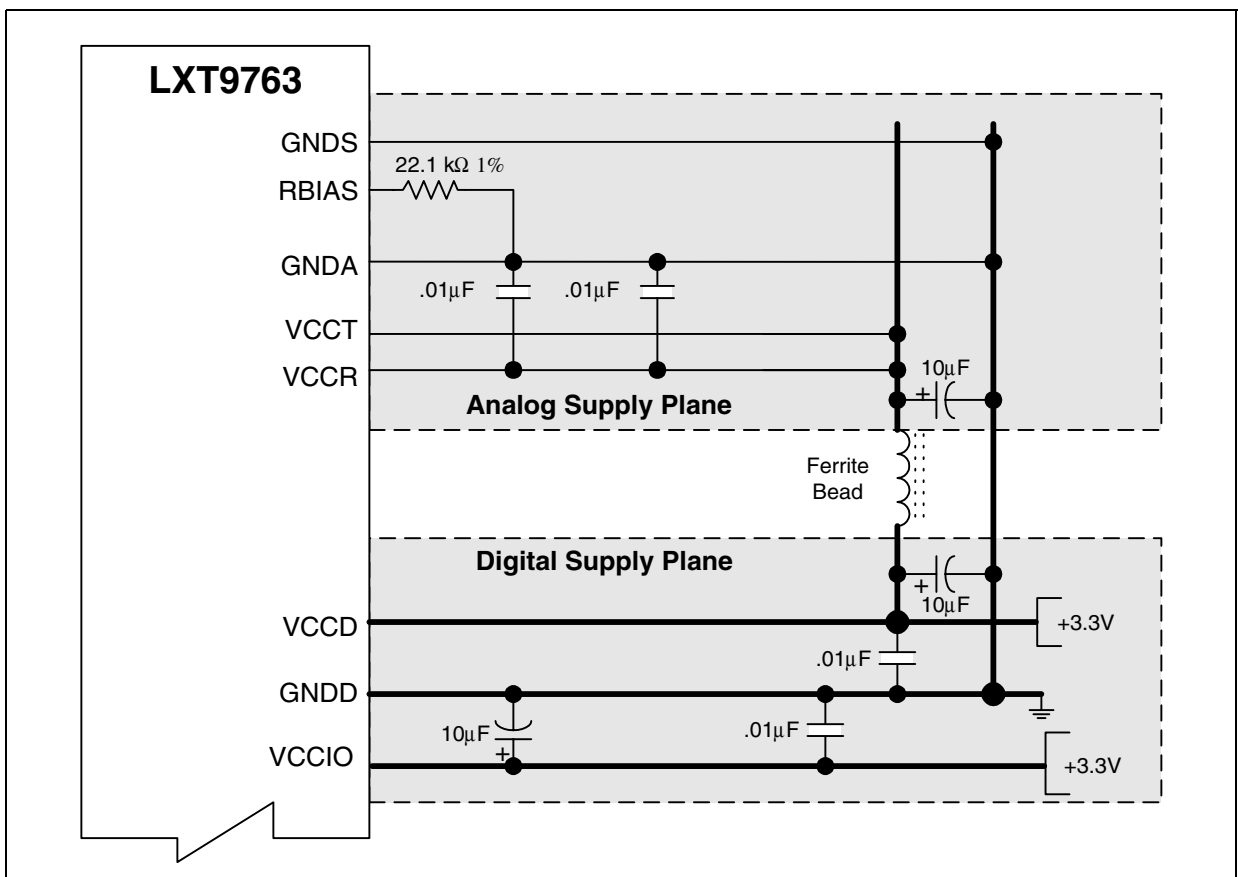 LXT9763
GNDS
22.1 kΩ 1%
RBIAS
GNDA
.01μF
.01μF
VCCT
VCCR
10μF
+
Analog Supply Plane
Ferrite
Bead
Digital Supply Plane
+
10μF
VCCD
+3.3V
.01μF
GNDD
10μF
+
.01μF
VCCIO
+3.3V